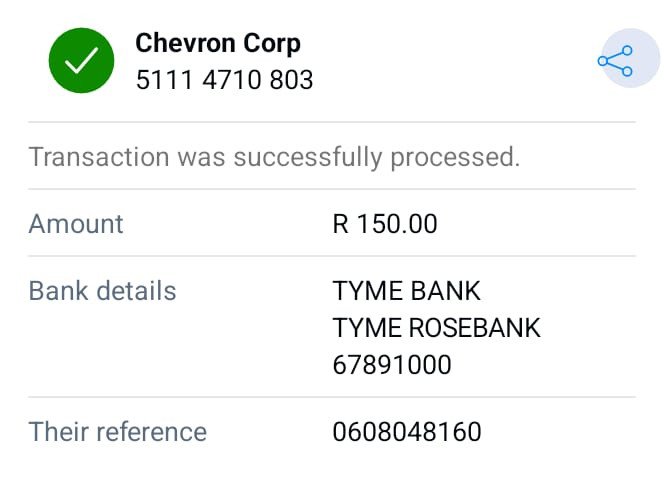 Chevron Corp
5111 4710 803
Transaction was successfully processed.
Amount R 150.00
Bank details TYME BANK
TYME ROSEBANK
67891000
Their reference 0608048160